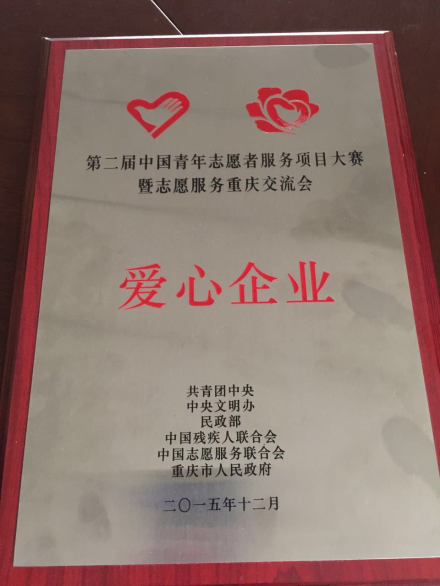 第二届中国青年志愿者服务项目大赛
暨志愿服务重庆交流会
爱心企业
共青团中央
中央文明办
民政部
中国残疾人联合会
中国志愿服务联合会
重庆市人民政府
二〇一五年十二月